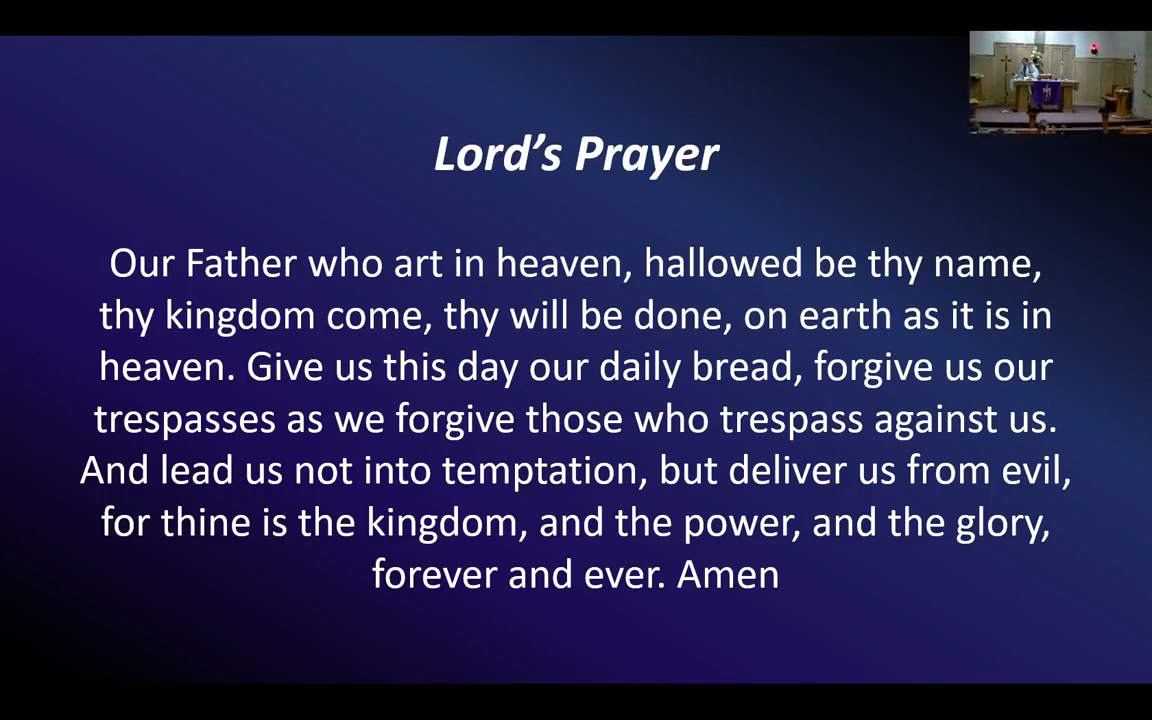 Lord’s Prayer
Our Father who art in heaven, hallowed be thy name,
thy kingdom come, thy will be done, on earth as it is in
heaven. Give us this day our daily bread, forgive us our
trespasses as we forgive those who trespass against us.
And lead us not into temptation, but deliver us from evil,
for thine is the kingdom, and the power, and the glory,
forever and ever. Amen